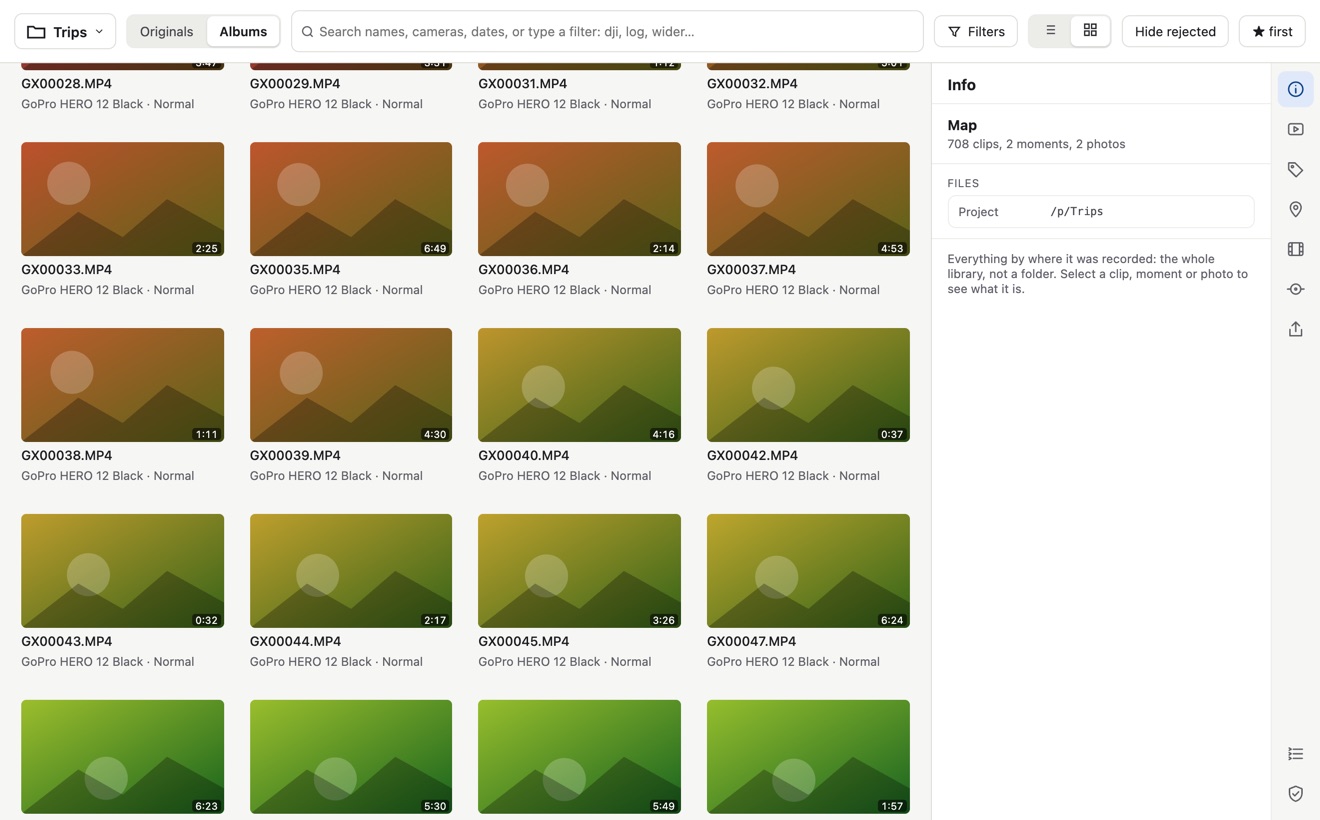 Trips
Originals
Albums
Search names, cameras, dates, or type a filter: dji, log, wider...
Filters
Hide rejected
★ first
GX00028.MP4
GoPro HERO 12 Black · Normal
GX00029.MP4
GoPro HERO 12 Black · Normal
GX00031.MP4
GoPro HERO 12 Black · Normal
GX00032.MP4
GoPro HERO 12 Black · Normal
2:25
GX00033.MP4
GoPro HERO 12 Black · Normal
6:49
GX00035.MP4
GoPro HERO 12 Black · Normal
2:14
GX00036.MP4
GoPro HERO 12 Black · Normal
4:53
GX00037.MP4
GoPro HERO 12 Black · Normal
1:11
GX00038.MP4
GoPro HERO 12 Black · Normal
4:30
GX00039.MP4
GoPro HERO 12 Black · Normal
4:16
GX00040.MP4
GoPro HERO 12 Black · Normal
0:37
GX00042.MP4
GoPro HERO 12 Black · Normal
0:32
GX00043.MP4
GoPro HERO 12 Black · Normal
2:17
GX00044.MP4
GoPro HERO 12 Black · Normal
3:26
GX00045.MP4
GoPro HERO 12 Black · Normal
6:24
GX00047.MP4
GoPro HERO 12 Black · Normal
6:23
5:30
5:49
1:57
Info
Map
708 clips, 2 moments, 2 photos
FILES
Project /p/Trips
Everything by where it was recorded: the whole
library, not a folder. Select a clip, moment or photo to
see what it is.